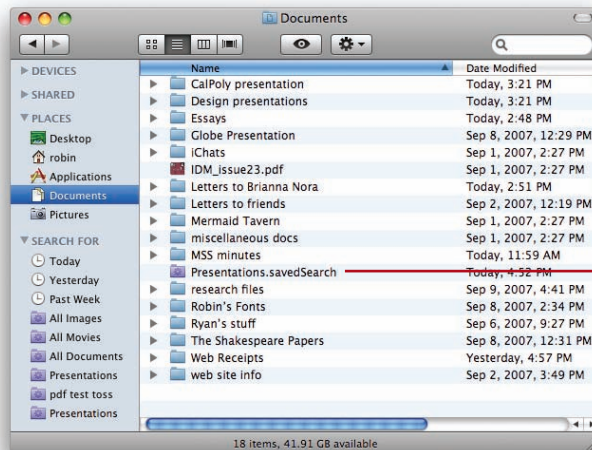 Documents
DEVICES
SHARED
PLACES
Desktop
robin
Applications
Documents
Pictures
SEARCH FOR
Today
Yesterday
Past Week
All Images
All Movies
All Documents
Presentations
pdf test toss
Presentations
Name Date Modified
CalPoly presentation Today, 3:21 PM
Design presentations Today, 3:21 PM
Essays Today, 2:48 PM
Globe Presentation Sep 8, 2007, 12:29 PM
iChats Sep 1, 2007, 2:27 PM
IDM_issue23.pdf Sep 1, 2007, 2:27 PM
Letters to Brianna Nora Today, 2:51 PM
Letters to friends Sep 2, 2007, 12:19 PM
Mermaid Tavern Sep 1, 2007, 2:27 PM
miscellaneous docs Sep 1, 2007, 2:27 PM
MSS minutes Today, 11:59 AM
Presentations.savedSearch Today, 4:52 PM
research files Sep 9, 2007, 4:41 PM
Robin's Fonts Sep 8, 2007, 2:34 PM
Ryan's stuff Sep 6, 2007, 9:27 PM
The Shakespeare Papers Sep 8, 2007, 12:31 PM
Web Receipts Yesterday, 4:57 PM
web site info Sep 2, 2007, 3:49 PM
18 items, 41.91 GB available